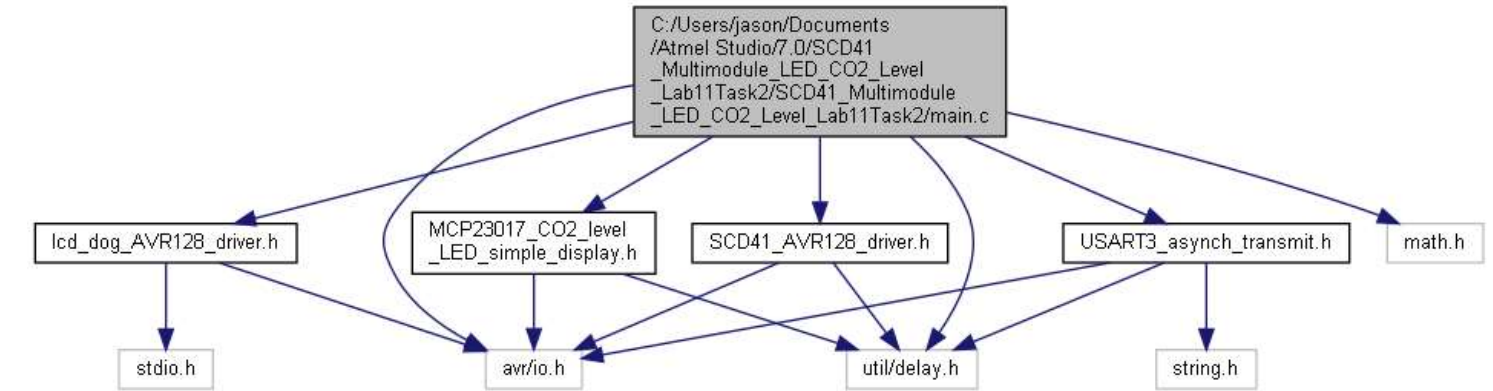 C:/Users/jason/Documents
/Atmel Studio/7.0/SCD41
_Multimodule_LED_CO2_Level
_Lab11Task2/SCD41_Multimodule
_LED_CO2_Level_Lab11Task2/main.c
lcd_dog_AVR128_driver.h
MCP23017_CO2_level
_LED_simple_display.h
SCD41_AVR128_driver.h
USART3_asynch_transmit.h
math.h
stdio.h
avr/io.h
util/delay.h
string.h